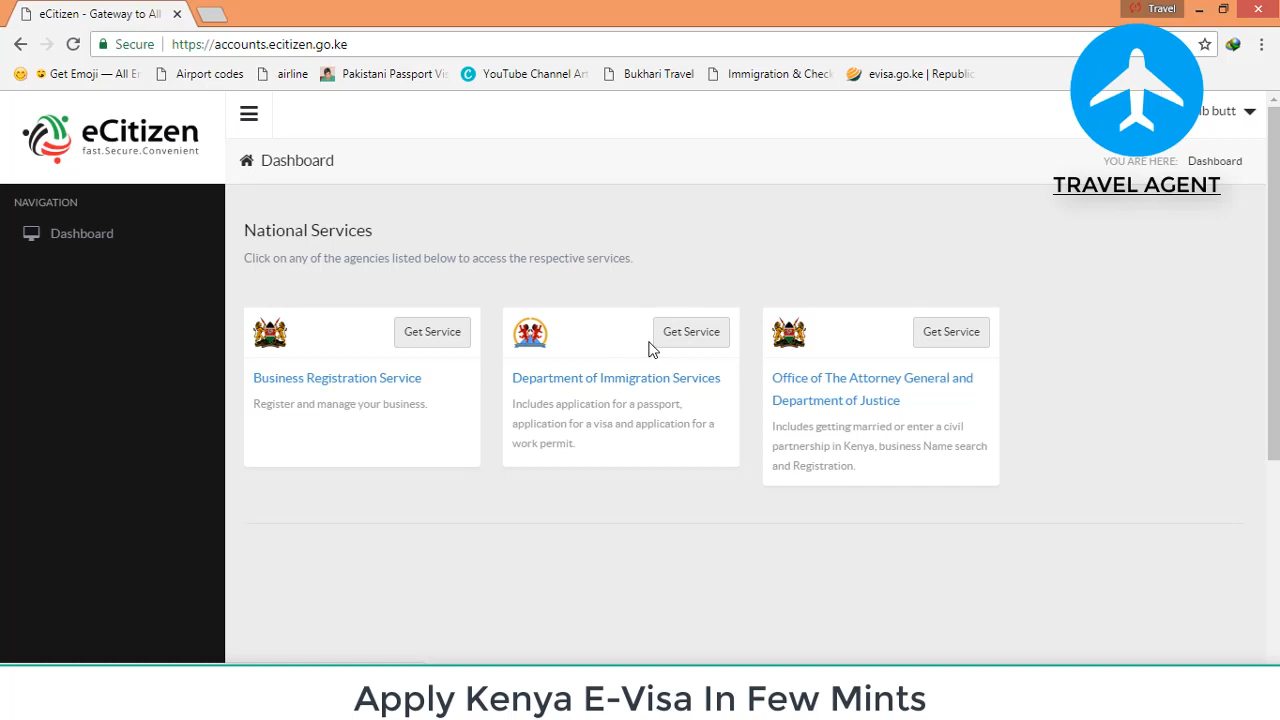 eCitizen - Gateway to All
Travel
Secure https://accounts.ecitizen.go.ke
Get Emoji — All E
Airport codes
airline
Pakistani Passport Vis
YouTube Channel Art
Bukhari Travel
Immigration & Check
evisa.go.ke | Republic
eCitizen
fast.Secure.Convenient
b butt
Dashboard
YOU ARE HERE: Dashboard
TRAVEL AGENT
NAVIGATION
Dashboard
National Services
Click on any of the agencies listed below to access the respective services.
Get Service
Business Registration Service
Register and manage your business.
Get Service
Department of Immigration Services
Includes application for a passport,
application for a visa and application for a
work permit.
Get Service
Office of The Attorney General and
Department of Justice
Includes getting married or enter a civil
partnership in Kenya, business Name search
and Registration.
Apply Kenya E-Visa In Few Mints